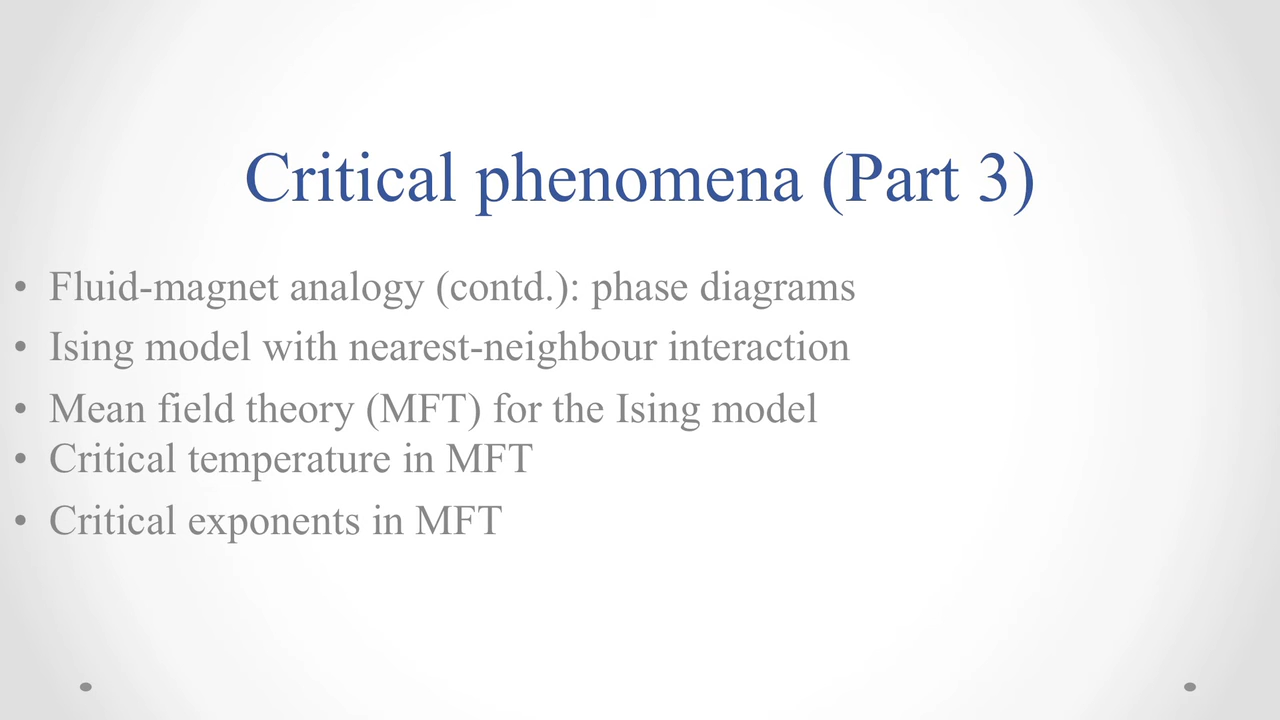 Critical phenomena (Part 3)
• Fluid-magnet analogy (contd.): phase diagrams
• Ising model with nearest-neighbour interaction
• Mean field theory (MFT) for the Ising model
• Critical temperature in MFT
• Critical exponents in MFT